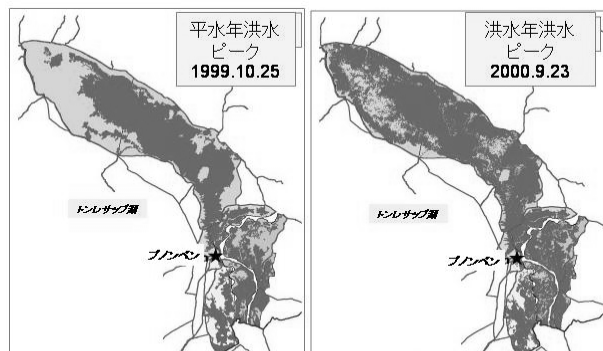 平水年洪水
ピーク
1999.10.25
トンレサップ湖
プノンペン
洪水年洪水
ピーク
2000.9.23
トンレサップ湖
プノンペン